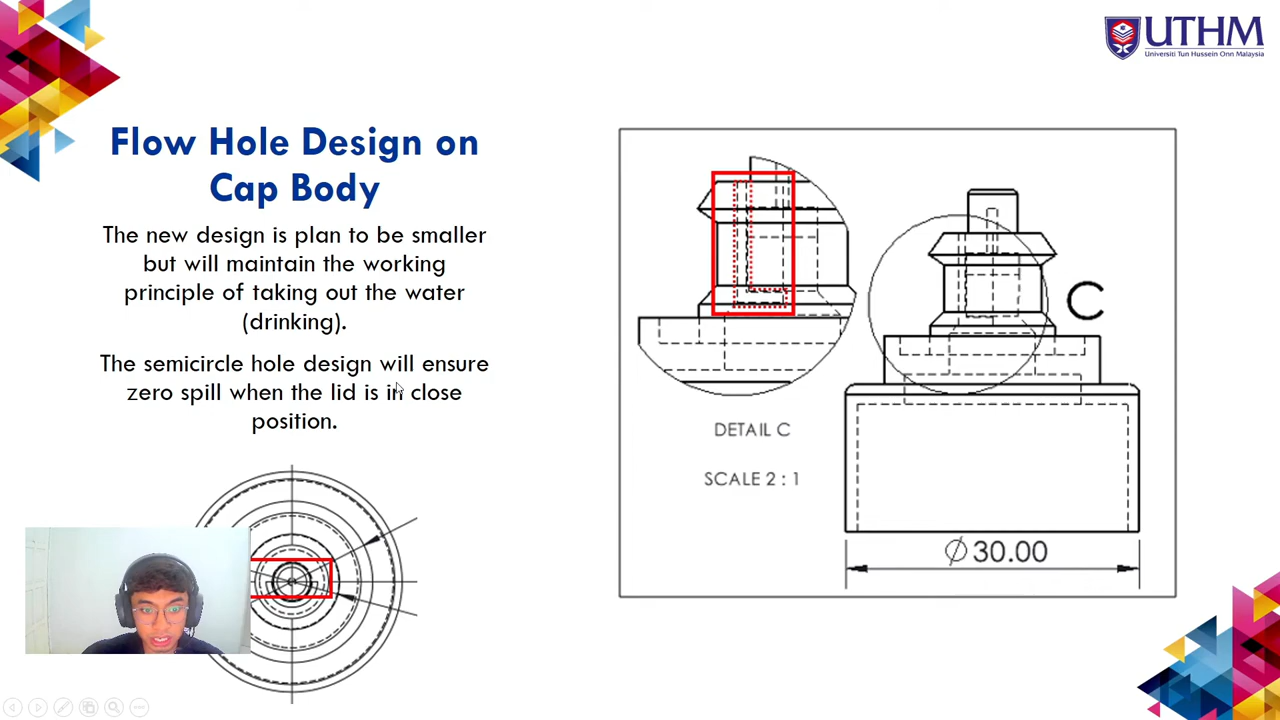 UTHM
Universiti Tun Hussein Onn Malaysia
Flow Hole Design on
Cap Body
The new design is plan to be smaller
but will maintain the working
principle of taking out the water
(drinking).
The semicircle hole design will ensure
zero spill when the lid is in close
position.
C
DETAIL C
SCALE 2 : 1
Ø30.00